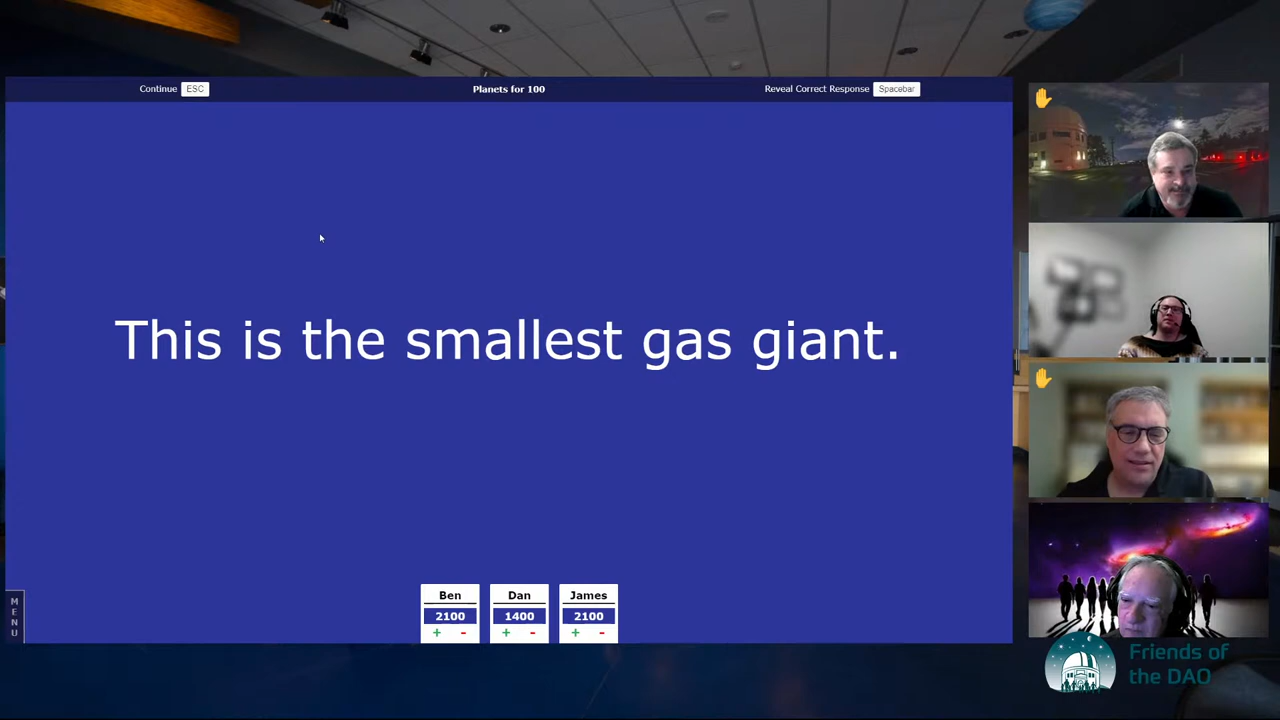 Continue ESC
Planets for 100
Reveal Correct Response Spacebar
This is the smallest gas giant.
MENU
Ben
2100
+ -
Dan
1400
+ -
James
2100
+ -
Friends of
the DAO